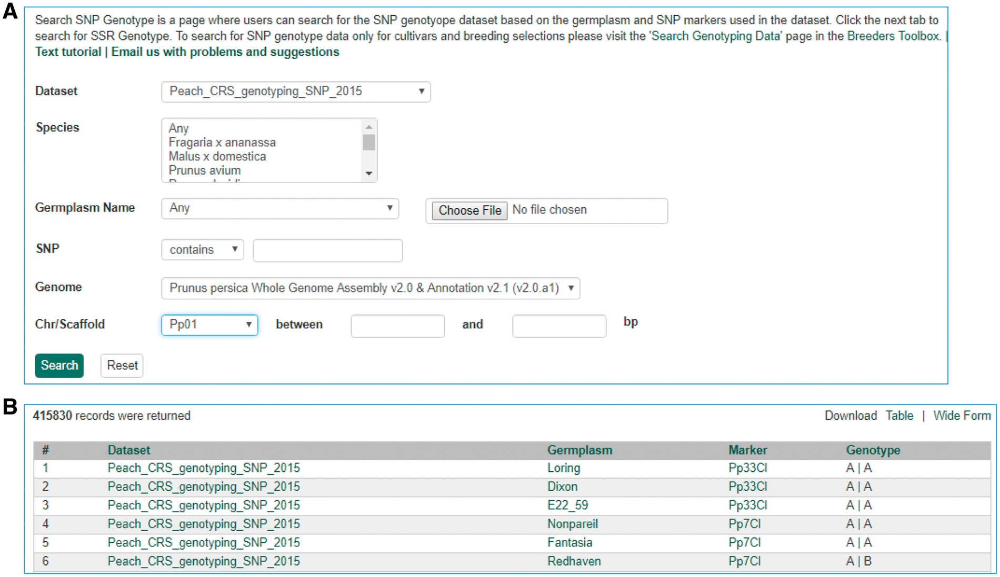 A
Search SNP Genotype is a page where users can search for the SNP genotyope dataset based on the germplasm and SNP markers used in the dataset. Click the next tab to
search for SSR Genotype. To search for SNP genotype data only for cultivars and breeding selections please visit the 'Search Genotyping Data' page in the Breeders Toolbox. |
Text tutorial | Email us with problems and suggestions
Dataset Peach_CRS_genotyping_SNP_2015
Species Any
Fragaria x ananassa
Malus x domestica
Prunus avium
Germplasm Name Any Choose File No file chosen
SNP contains
Genome Prunus persica Whole Genome Assembly v2.0 & Annotation v2.1 (v2.0.a1)
Chr/Scaffold Pp01 between and bp
Search Reset
B
415830 records were returned Download Table | Wide Form
# Dataset Germplasm Marker Genotype
1 Peach_CRS_genotyping_SNP_2015 Loring Pp33Cl A | A
2 Peach_CRS_genotyping_SNP_2015 Dixon Pp33Cl A | A
3 Peach_CRS_genotyping_SNP_2015 E22_59 Pp33Cl A | A
4 Peach_CRS_genotyping_SNP_2015 Nonpareil Pp7Cl A | A
5 Peach_CRS_genotyping_SNP_2015 Fantasia Pp7Cl A | A
6 Peach_CRS_genotyping_SNP_2015 Redhaven Pp7Cl A | B